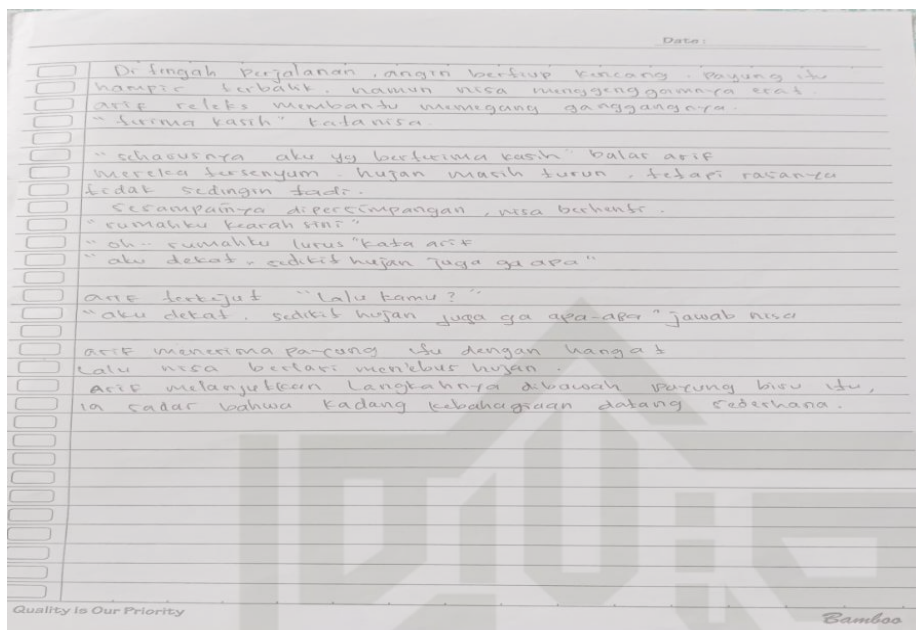 Date:
Di tengah perjalanan, angin bertiup kencang. payung itu
hampir terbalik. namun nisa menggenggamnya erat.
arif refleks membantu memegang ganggangnya.
"terima kasih" kata nisa.
"seharusnya aku yg berterima kasih" balas arif
mereka tersenyum. hujan masih turun, tetapi rasanya
tidak sedingin tadi.
sesampainya dipersimpangan, nisa berhenti.
"rumahku kearah sini"
"oh.. rumahku lurus" kata arif
"aku dekat. sedikit hujan juga ga apa"
arif terkejut "lalu kamu?"
"aku dekat. sedikit hujan juga ga apa-apa" jawab nisa
arif menerima payung itu dengan hangat
Lalu nisa berlari menebus hujan.
arif melanjutkan Langkahnya dibawah payung biru itu,
ia sadar bahwa kadang kebahagiaan datang sederhana.
Quality is Our Priority
Bamboo